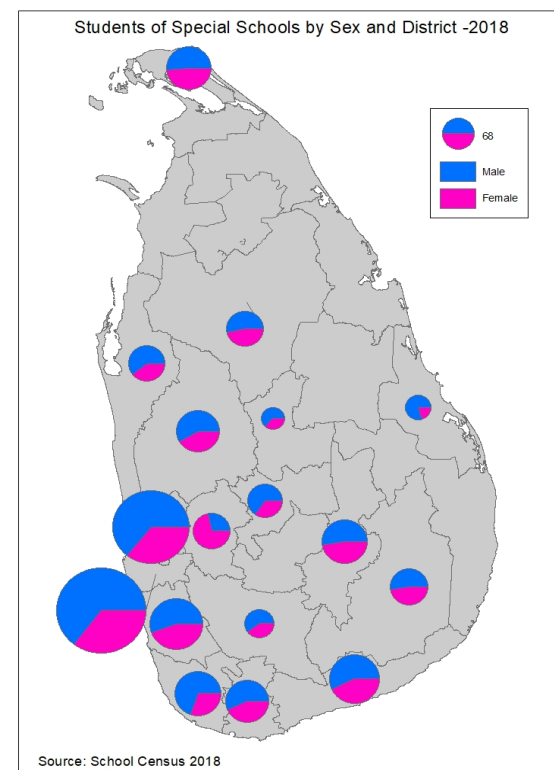 Students of Special Schools by Sex and District -2018
68
Male
Female
Source: School Census 2018